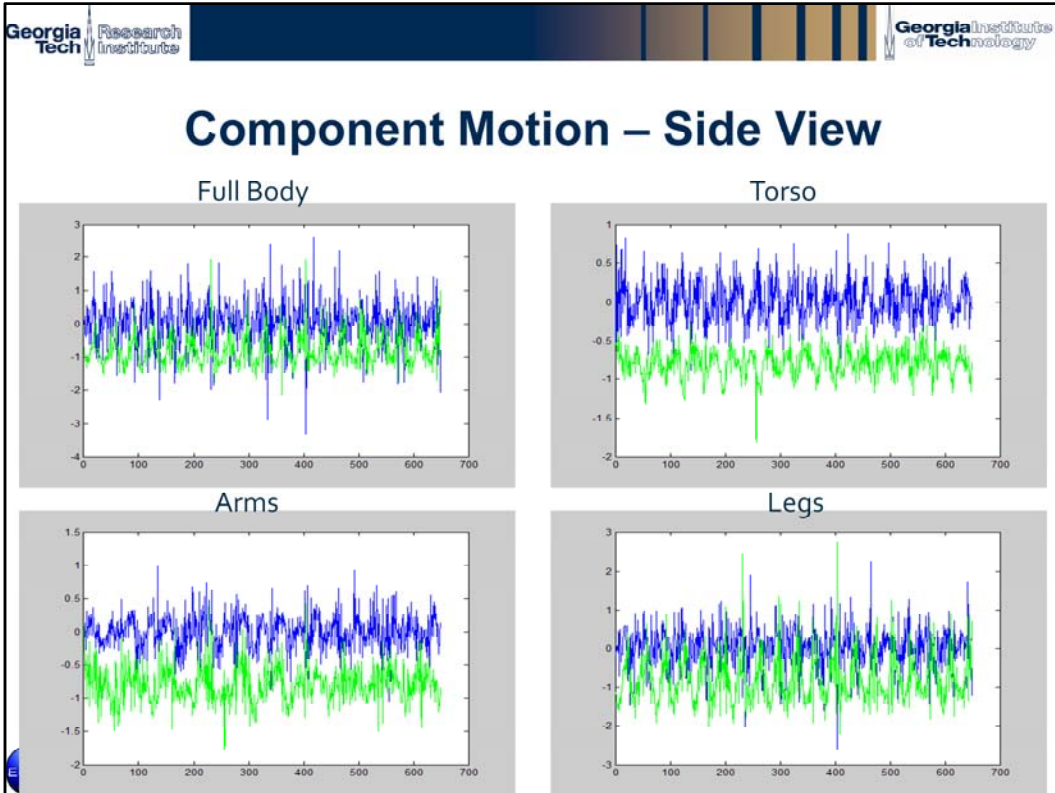 Georgia Tech Research Institute
Georgia Institute of Technology
Component Motion – Side View
Full Body
Torso
3
2
1
0
-1
-2
-3
-4
0 100 200 300 400 500 600 700
1
0.5
0
-0.5
-1
-1.5
-2
0 100 200 300 400 500 600 700
Arms
Legs
1.5
1
0.5
0
-0.5
-1
-1.5
-2
0 100 200 300 400 500 600 700
3
2
1
0
-1
-2
-3
0 100 200 300 400 500 600 700